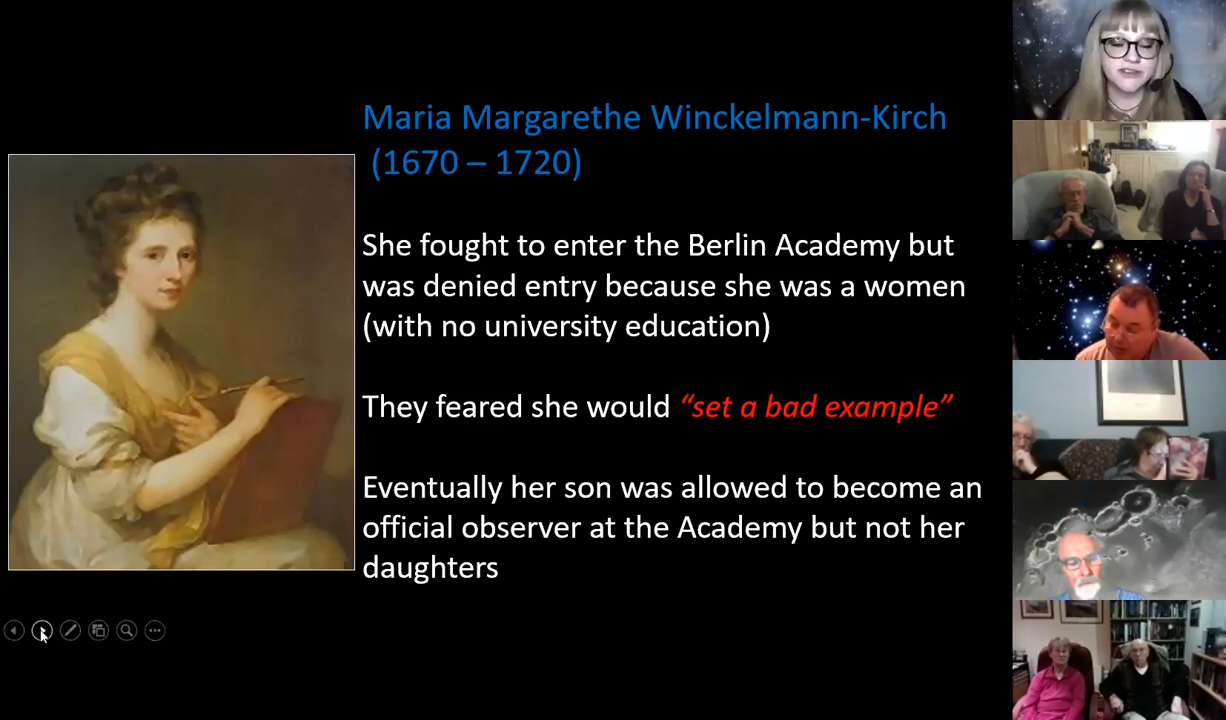 Maria Margarethe Winckelmann-Kirch
(1670 – 1720)
She fought to enter the Berlin Academy but
was denied entry because she was a women
(with no university education)
They feared she would “set a bad example”
Eventually her son was allowed to become an
official observer at the Academy but not her
daughters